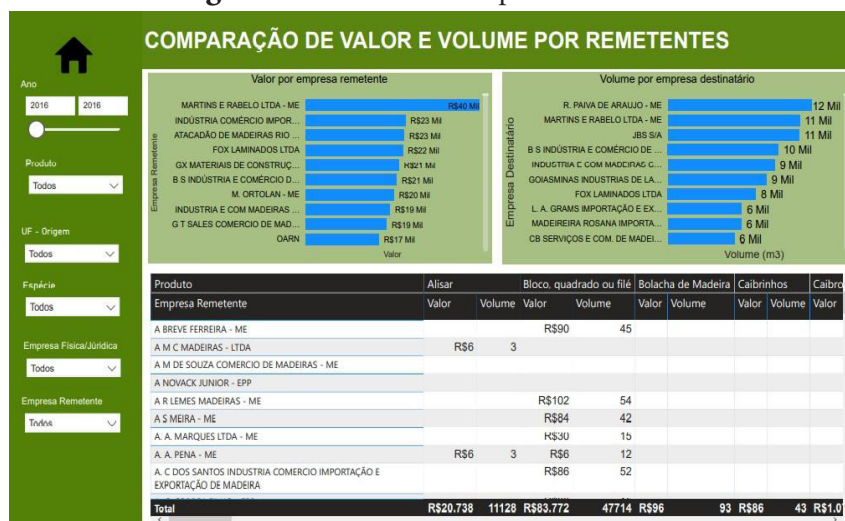 COMPARAÇÃO DE VALOR E VOLUME POR REMETENTES
Ano
2016 2016
Produto
Todos
UF - Origem
Todos
Espécie
Todos
Empresa Física/Júridica
Todos
Empresa Remetente
Todos
Valor por empresa remetente
Empresa Remetente
MARTINS E RABELO LTDA - ME R$40 Mil
INDÚSTRIA COMÉRCIO IMPOR... R$23 Mil
ATACADÃO DE MADEIRAS RIO ... R$23 Mil
FOX LAMINADOS LTDA R$22 Mil
GX MATERIAIS DE CONSTRUÇ... R$21 Mil
B S INDÚSTRIA E COMÉRCIO D... R$21 Mil
M. ORTOLAN - ME R$20 Mil
INDUSTRIA E COM MADEIRAS ... R$19 Mil
G T SALES COMERCIO DE MAD... R$19 Mil
OARN R$17 Mil
Valor
Volume por empresa destinatário
Empresa Destinatário
R. PAIVA DE ARAUJO - ME 12 Mil
MARTINS E RABELO LTDA - ME 11 Mil
JBS S/A 11 Mil
B S INDÚSTRIA E COMÉRCIO DE ... 10 Mil
INDUSTRIA E COM MADEIRAS C... 9 Mil
GOIASMINAS INDUSTRIAS DE LA... 9 Mil
FOX LAMINADOS LTDA 8 Mil
L. A. GRAMS IMPORTAÇÃO E EX... 6 Mil
MADEIREIRA ROSANA IMPORTA... 6 Mil
CB SERVIÇOS E COM. DE MADEI... 6 Mil
Volume (m3)
Produto Alisar Bloco, quadrado ou filé Bolacha de Madeira Caibrinhos Caibro
Empresa Remetente Valor Volume Valor Volume Valor Volume Valor Volume Valor
A BREVE FERREIRA - ME R$90 45
A M C MADEIRAS - LTDA R$6 3
A M DE SOUZA COMERCIO DE MADEIRAS - ME
A NOVACK JUNIOR - EPP
A R LEMES MADEIRAS - ME R$102 54
A S MEIRA - ME R$84 42
A. A. MARQUES LTDA - ME R$30 15
A. A. PENA - ME R$6 3 R$6 12
A. C DOS SANTOS INDUSTRIA COMERCIO IMPORTAÇÃO E R$86 52
EXPORTAÇÃO DE MADEIRA
Total R$20.738 11128 R$83.772 47714 R$96 93 R$86 43 R$1.0